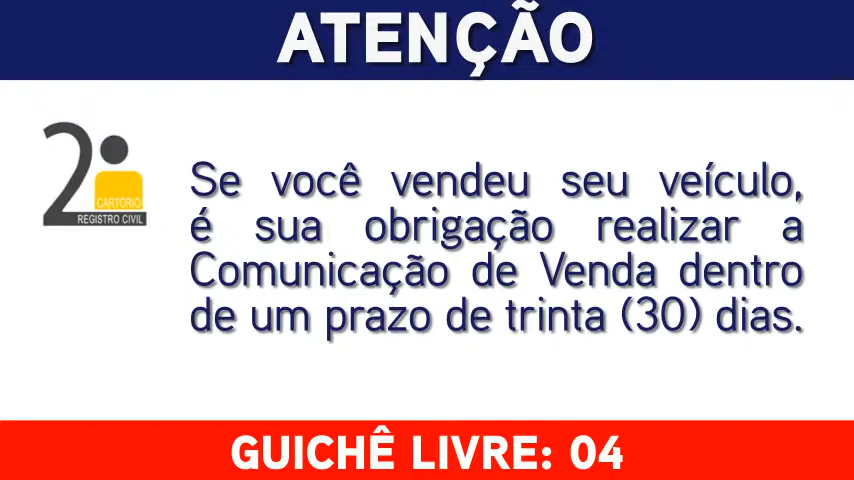 ATENÇÃO
2º
CARTÓRIO
REGISTRO CIVIL
Se você vendeu seu veículo,
é sua obrigação realizar a
Comunicação de Venda dentro
de um prazo de trinta (30) dias.
GUICHÊ LIVRE: 04